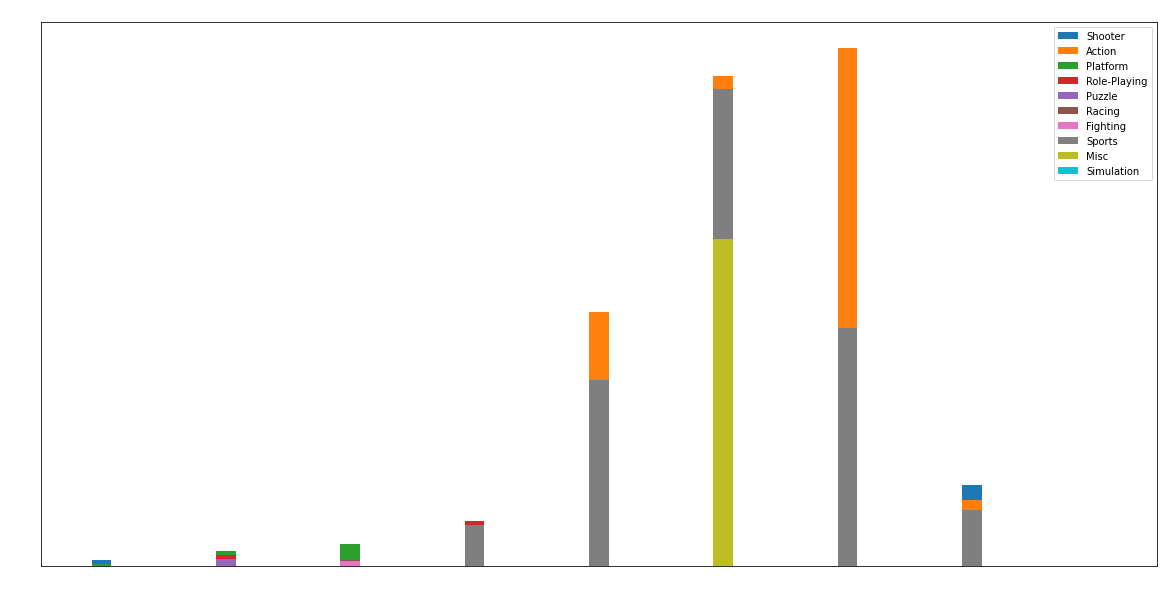 Shooter
Action
Platform
Role-Playing
Puzzle
Racing
Fighting
Sports
Misc
Simulation